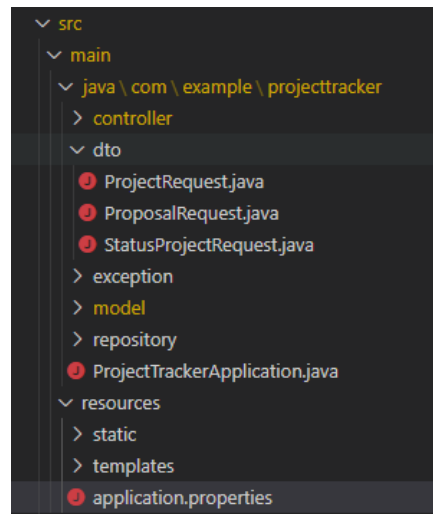 src
main
java \ com \ example \ projecttracker
controller
dto
J ProjectRequest.java
J ProposalRequest.java
J StatusProjectRequest.java
exception
model
repository
J ProjectTrackerApplication.java
resources
static
templates
J application.properties